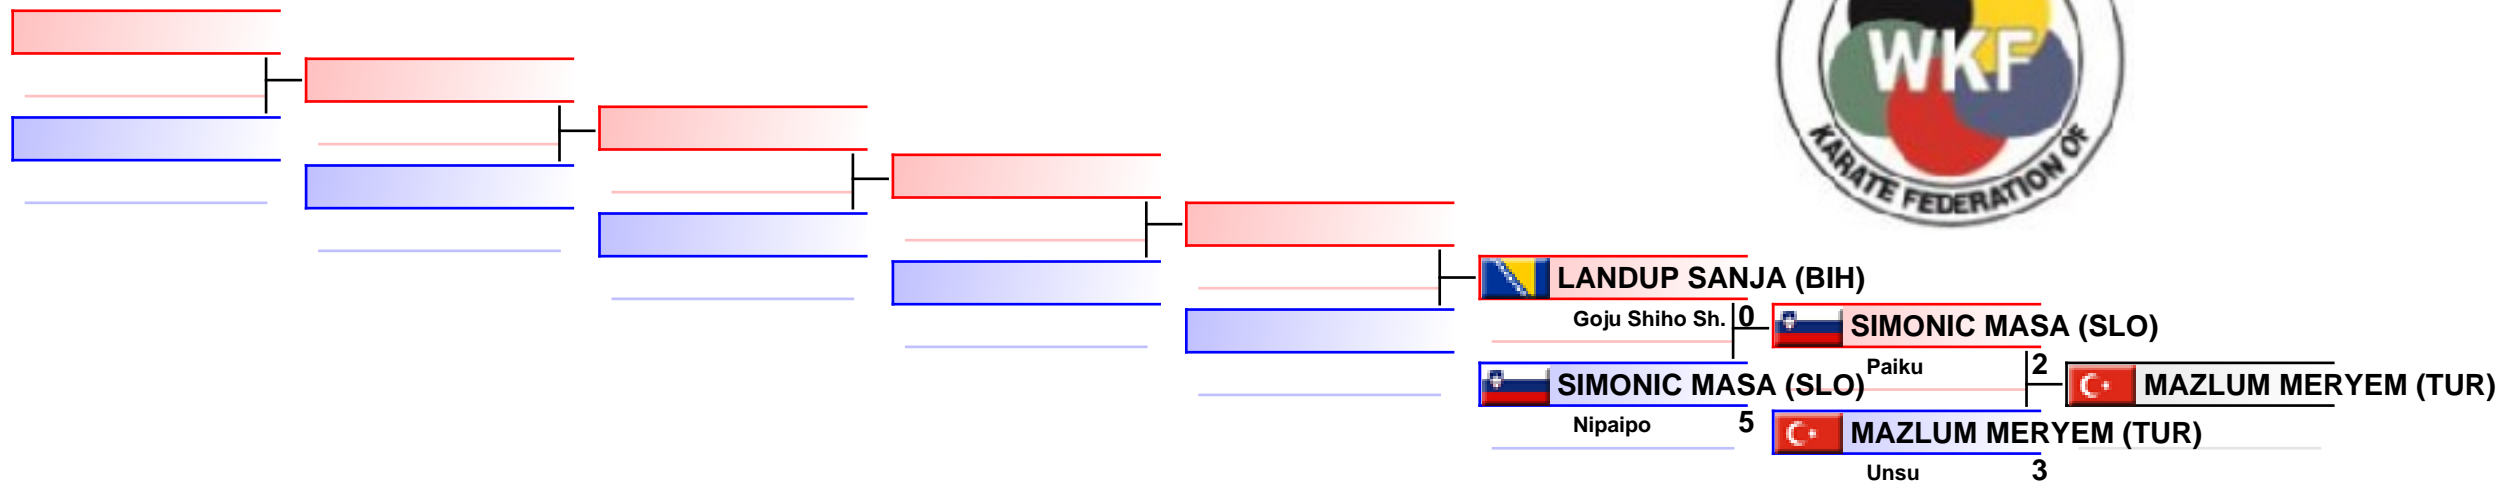 WKF
KARATE FEDERATION OF
LANDUP SANJA (BIH)
Goju Shiho Sh. 0
SIMONIC MASA (SLO)
Nipaipo 5
SIMONIC MASA (SLO)
Paiku 2
MAZLUM MERYEM (TUR)
Unsu 3
MAZLUM MERYEM (TUR)